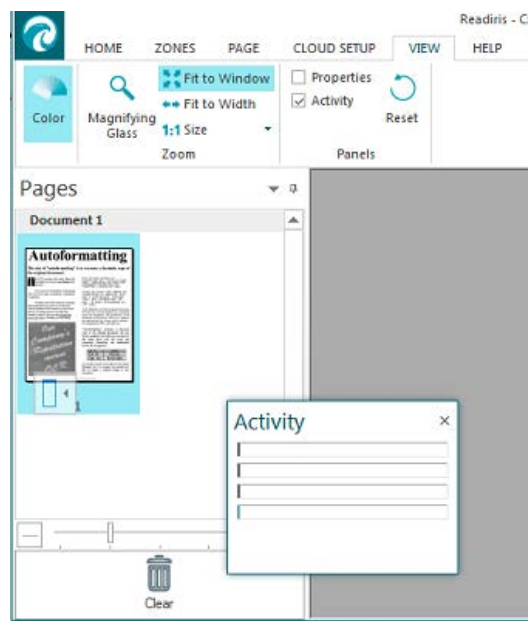 Readiris - C
HOME ZONES PAGE CLOUD SETUP VIEW HELP
Color
Magnifying
Glass
Fit to Window
Fit to Width
1:1 Size
Zoom
Properties
Activity
Reset
Panels
Pages
Document 1
Autoformatting
1
Activity
Clear